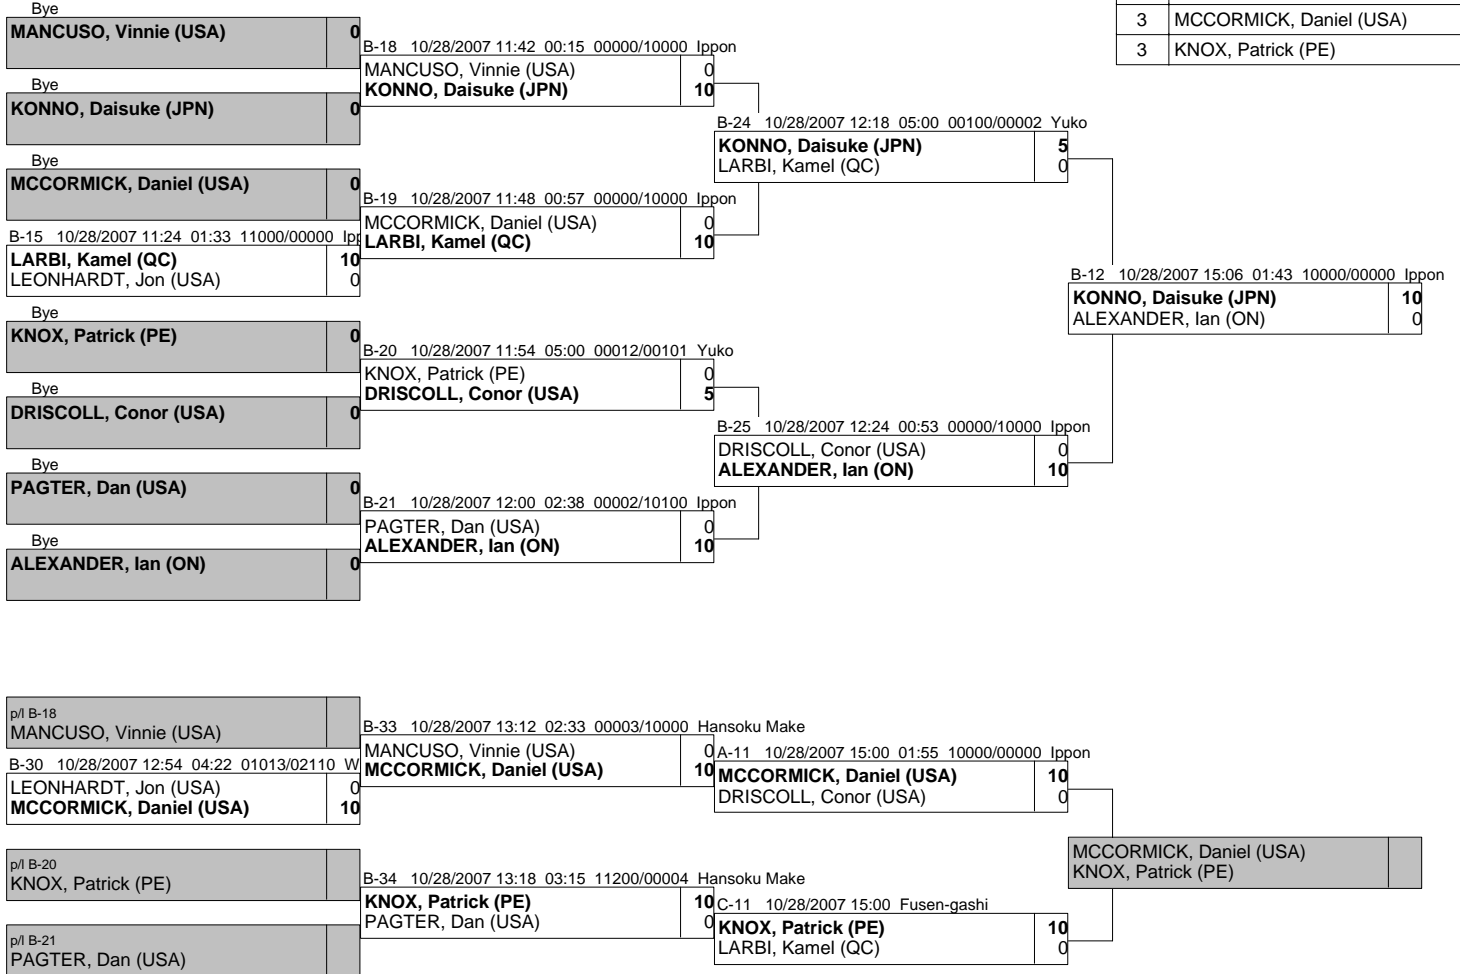 Bye
MANCUSO, Vinnie (USA) 0
Bye
KONNO, Daisuke (JPN) 0
Bye
MCCORMICK, Daniel (USA) 0
B-15 10/28/2007 11:24 01:33 11000/00000 Ipp
LARBI, Kamel (QC) 10
LEONHARDT, Jon (USA) 0
Bye
KNOX, Patrick (PE) 0
Bye
DRISCOLL, Conor (USA) 0
Bye
PAGTER, Dan (USA) 0
Bye
ALEXANDER, Ian (ON) 0
B-18 10/28/2007 11:42 00:15 00000/10000 Ippon
MANCUSO, Vinnie (USA) 0
KONNO, Daisuke (JPN) 10
B-19 10/28/2007 11:48 00:57 00000/10000 Ippon
MCCORMICK, Daniel (USA) 0
LARBI, Kamel (QC) 10
B-20 10/28/2007 11:54 05:00 00012/00101 Yuko
KNOX, Patrick (PE) 0
DRISCOLL, Conor (USA) 5
B-21 10/28/2007 12:00 02:38 00002/10100 Ippon
PAGTER, Dan (USA) 0
ALEXANDER, Ian (ON) 10
B-24 10/28/2007 12:18 05:00 00100/00002 Yuko
KONNO, Daisuke (JPN) 5
LARBI, Kamel (QC) 0
B-25 10/28/2007 12:24 00:53 00000/10000 Ippon
DRISCOLL, Conor (USA) 0
ALEXANDER, Ian (ON) 10
3 MCCORMICK, Daniel (USA)
3 KNOX, Patrick (PE)
B-12 10/28/2007 15:06 01:43 10000/00000 Ippon
KONNO, Daisuke (JPN) 10
ALEXANDER, Ian (ON) 0
p/l B-18
MANCUSO, Vinnie (USA)
B-30 10/28/2007 12:54 04:22 01013/02110 W
LEONHARDT, Jon (USA) 0
MCCORMICK, Daniel (USA) 10
p/l B-20
KNOX, Patrick (PE)
p/l B-21
PAGTER, Dan (USA)
B-33 10/28/2007 13:12 02:33 00003/10000 Hansoku Make
MANCUSO, Vinnie (USA) 0
MCCORMICK, Daniel (USA) 10
B-34 10/28/2007 13:18 03:15 11200/00004 Hansoku Make
KNOX, Patrick (PE) 10
PAGTER, Dan (USA) 0
A-11 10/28/2007 15:00 01:55 10000/00000 Ippon
MCCORMICK, Daniel (USA) 10
DRISCOLL, Conor (USA) 0
C-11 10/28/2007 15:00 Fusen-gashi
KNOX, Patrick (PE) 10
LARBI, Kamel (QC) 0
MCCORMICK, Daniel (USA)
KNOX, Patrick (PE)